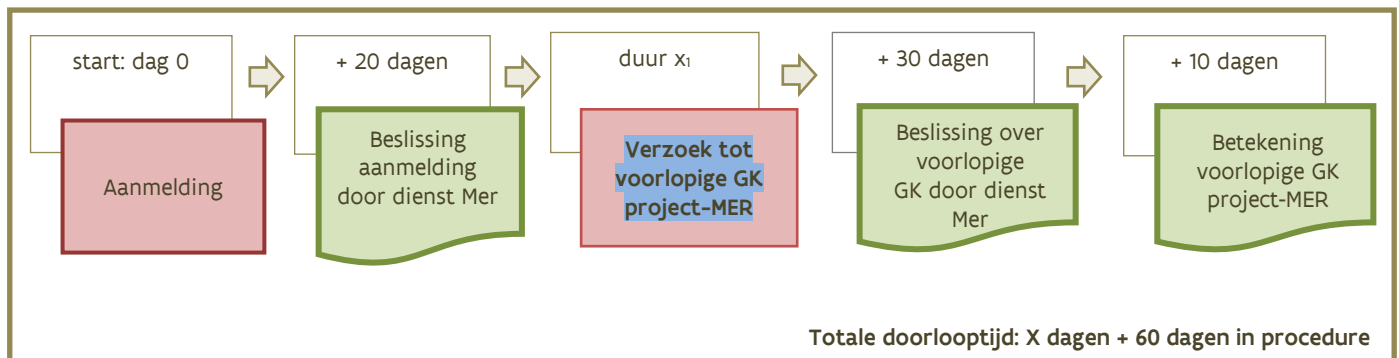 start: dag 0
Aanmelding
+ 20 dagen
Beslissing
aanmelding
door dienst Mer
duur x₁
Verzoek tot
voorlopige GK
project-MER
+ 30 dagen
Beslissing over
voorlopige
GK door dienst
Mer
+ 10 dagen
Betekening
voorlopige GK
project-MER
Totale doorlooptijd: X dagen + 60 dagen in procedure